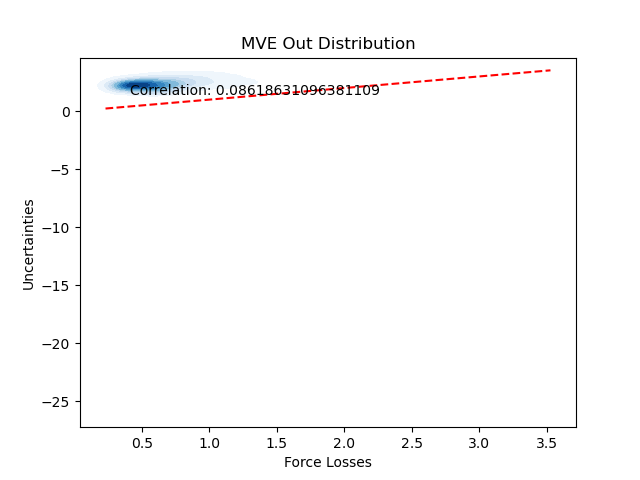 MVE Out Distribution
Correlation: 0.08618631096381109
0
−5
−10
−15
−20
−25
Uncertainties
0.5 1.0 1.5 2.0 2.5 3.0 3.5
Force Losses